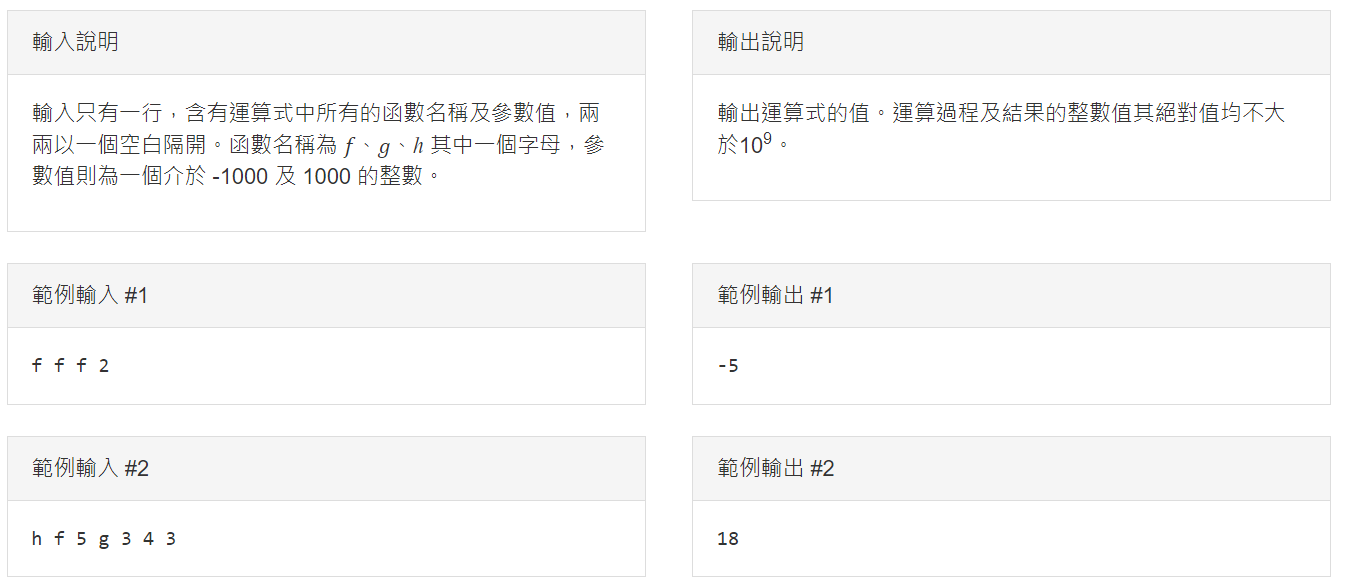 輸入說明
輸入只有一行，含有運算式中所有的函數名稱及參數值，兩
兩以一個空白隔開。函數名稱為 f、g、h 其中一個字母，參
數值則為一個介於 -1000 及 1000 的整數。
輸出說明
輸出運算式的值。運算過程及結果的整數值其絕對值均不大
於10⁹。
範例輸入 #1
f f f 2
範例輸出 #1
-5
範例輸入 #2
h f 5 g 3 4 3
範例輸出 #2
18